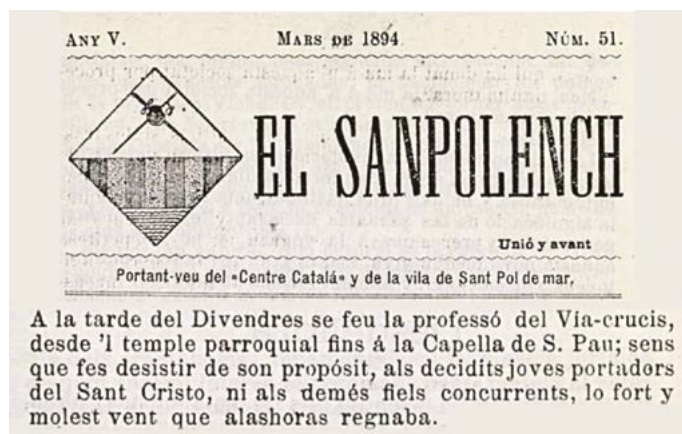 ANY V. MARS DE 1894 NÚM. 51.
EL SANPOLENCH
Unió y avant
Portant-veu del «Centre Catalá» y de la vila de Sant Pol de mar.
A la tarde del Divendres se feu la professó del Vía-crucis,
desde 'l temple parroquial fins á la Capella de S. Pau; sens
que fes desistir de son propósit, als decidits joves portadors
del Sant Cristo, ni als demés fiels concurrents, lo fort y
molest vent que alashoras regnaba.